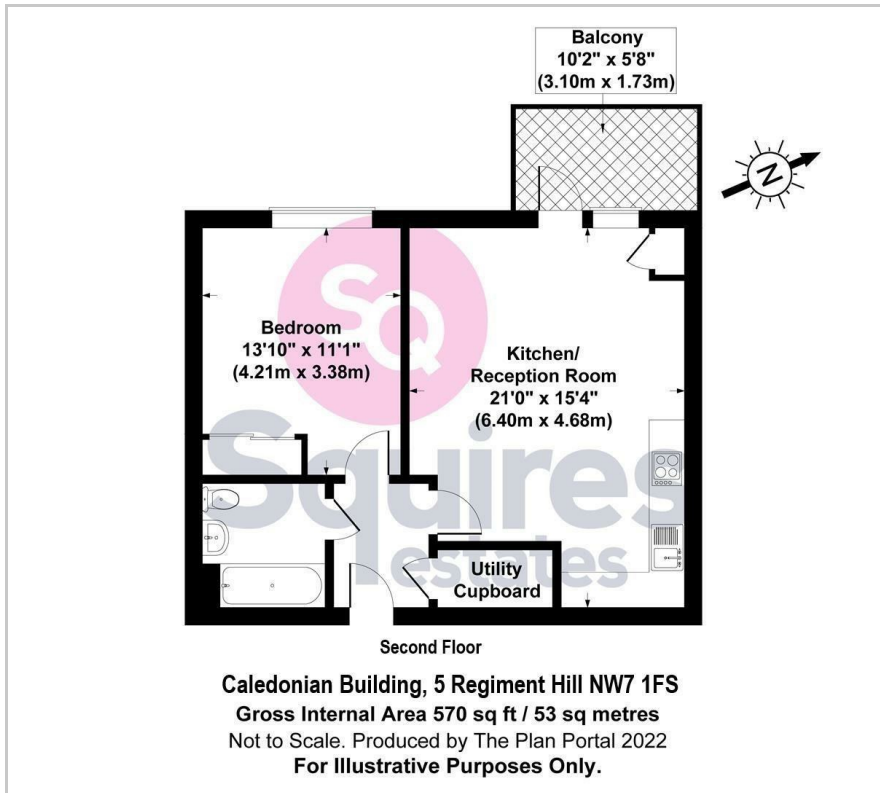 Balcony
10'2" x 5'8"
(3.10m x 1.73m)
N
SQ
Bedroom
13'10" x 11'1"
(4.21m x 3.38m)
Kitchen/
Reception Room
21'0" x 15'4"
(6.40m x 4.68m)
Squires
estates
Utility
Cupboard
Second Floor
Caledonian Building, 5 Regiment Hill NW7 1FS
Gross Internal Area 570 sq ft / 53 sq metres
Not to Scale. Produced by The Plan Portal 2022
For Illustrative Purposes Only.